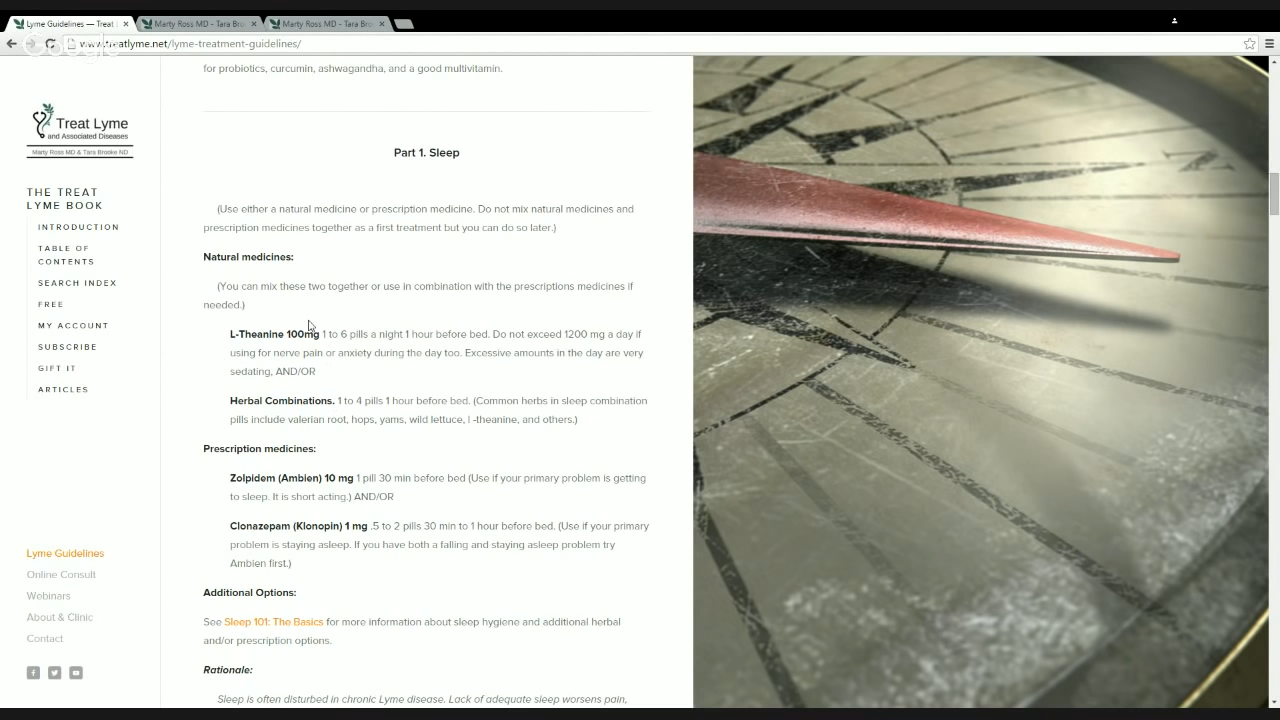 Lyme Guidelines — Treat
Marty Ross MD - Tara Bro
Marty Ross MD - Tara Bro
www.treatlyme.net/lyme-treatment-guidelines/
Google
for probiotics, curcumin, ashwagandha, and a good multivitamin.
Treat Lyme
and Associated Diseases
Marty Ross MD & Tara Brooke ND
THE TREAT
LYME BOOK
INTRODUCTION
TABLE OF
CONTENTS
SEARCH INDEX
FREE
MY ACCOUNT
SUBSCRIBE
GIFT IT
ARTICLES
Lyme Guidelines
Online Consult
Webinars
About & Clinic
Contact
Part 1. Sleep
(Use either a natural medicine or prescription medicine. Do not mix natural medicines and
prescription medicines together as a first treatment but you can do so later.)
Natural medicines:
(You can mix these two together or use in combination with the prescriptions medicines if
needed.)
L-Theanine 100mg 1 to 6 pills a night 1 hour before bed. Do not exceed 1200 mg a day if
using for nerve pain or anxiety during the day too. Excessive amounts in the day are very
sedating, AND/OR
Herbal Combinations. 1 to 4 pills 1 hour before bed. (Common herbs in sleep combination
pills include valerian root, hops, yams, wild lettuce, l -theanine, and others.)
Prescription medicines:
Zolpidem (Ambien) 10 mg 1 pill 30 min before bed (Use if your primary problem is getting
to sleep. It is short acting.) AND/OR
Clonazepam (Klonopin) 1 mg .5 to 2 pills 30 min to 1 hour before bed. (Use if your primary
problem is staying asleep. If you have both a falling and staying asleep problem try
Ambien first.)
Additional Options:
See Sleep 101: The Basics for more information about sleep hygiene and additional herbal
and/or prescription options.
Rationale:
Sleep is often disturbed in chronic Lyme disease. Lack of adequate sleep worsens pain,